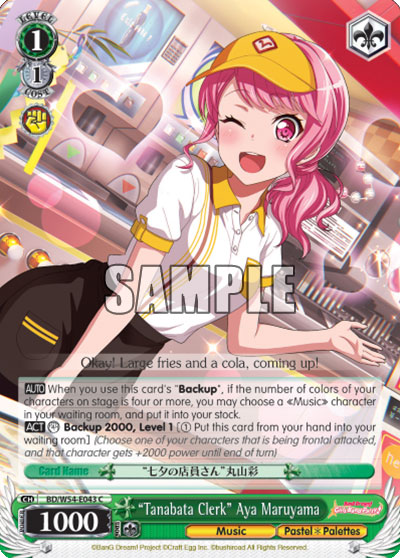 LEVEL
1
1
COST
SAMPLE
Okay! Large fries and a cola, coming up!
AUTO When you use this card's "Backup", if the number of colors of your
characters on stage is four or more, you may choose a «Music» character
in your waiting room, and put it into your stock.
ACT Backup 2000, Level 1 [① Put this card from your hand into your
waiting room] (Choose one of your characters that is being frontal attacked,
and that character gets +2000 power until end of turn)
Card Name
"七夕の店員さん" 丸山彩
CH BD/W54-E043 C
"Tanabata Clerk" Aya Maruyama
POWER
1000
Music
Pastel＊Palettes
©BanG Dream! Project ©Craft Egg Inc. ©bushiroad All Rights Reserved.